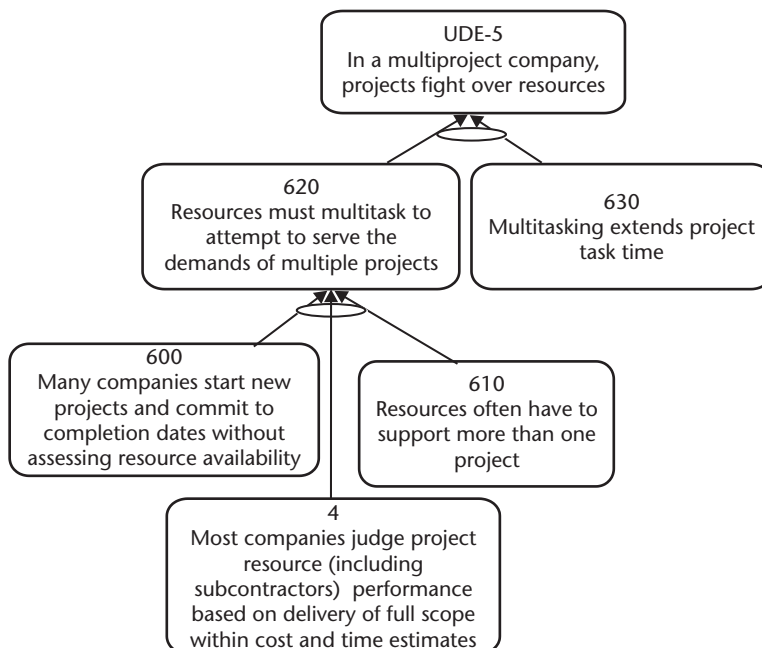 UDE-5
In a multiproject company,
projects fight over resources
620
Resources must multitask to
attempt to serve the
demands of multiple projects
630
Multitasking extends project
task time
600
Many companies start new
projects and commit to
completion dates without
assessing resource availability
610
Resources often have to
support more than one
project
4
Most companies judge project
resource (including
subcontractors)  performance
based on delivery of full scope
within cost and time estimates